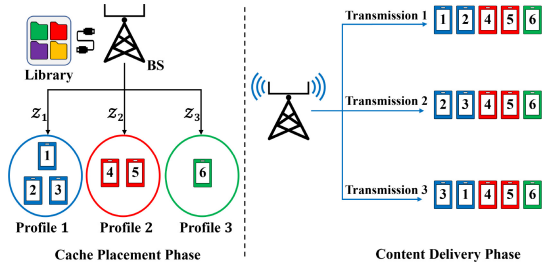 Library
BS
z1
z2
z3
1
2 3
4 5
6
Profile 1
Profile 2
Profile 3
Cache Placement Phase
Transmission 1
1 2 4 5 6
Transmission 2
2 3 4 5 6
Transmission 3
3 1 4 5 6
Content Delivery Phase